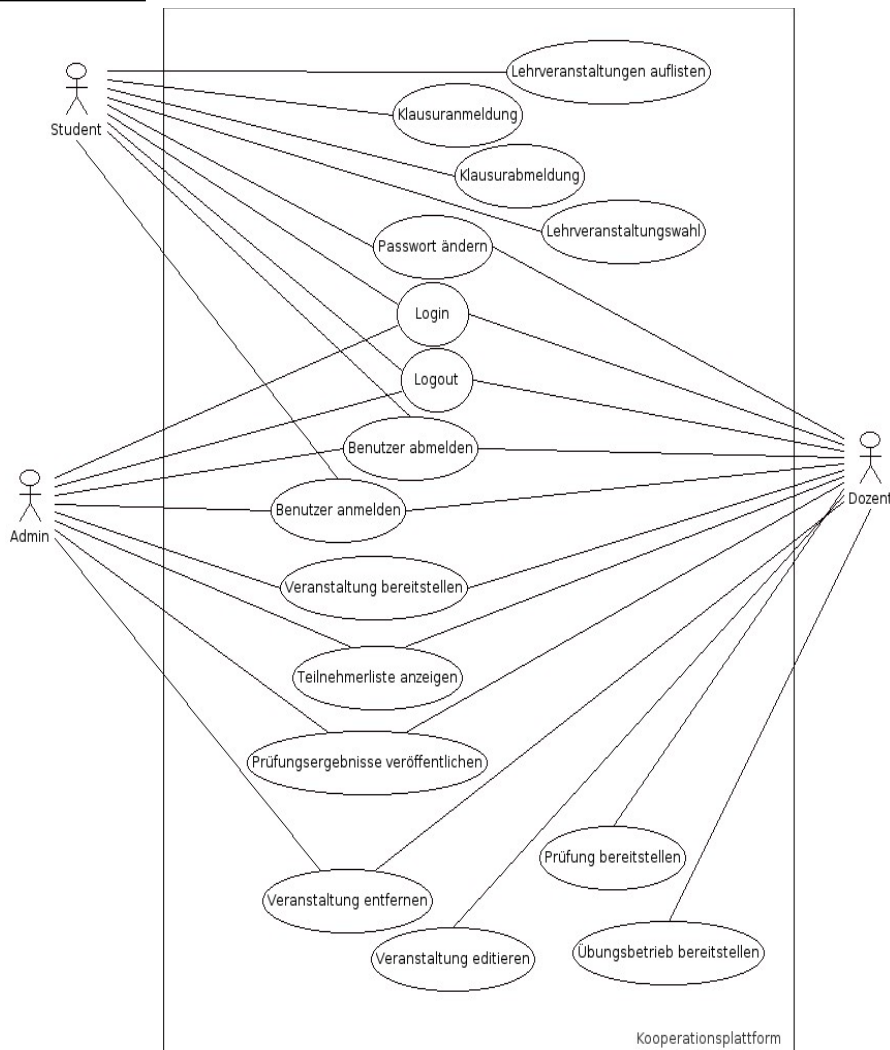 Lehrveranstaltungen auflisten
Klausuranmeldung
Student
Klausurabmeldung
Lehrveranstaltungswahl
Passwort ändern
Login
Logout
Benutzer abmelden
Dozent
Benutzer anmelden
Admin
Veranstaltung bereitstellen
Teilnehmerliste anzeigen
Prüfungsergebnisse veröffentlichen
Prüfung bereitstellen
Veranstaltung entfernen
Übungsbetrieb bereitstellen
Veranstaltung editieren
Kooperationsplattform